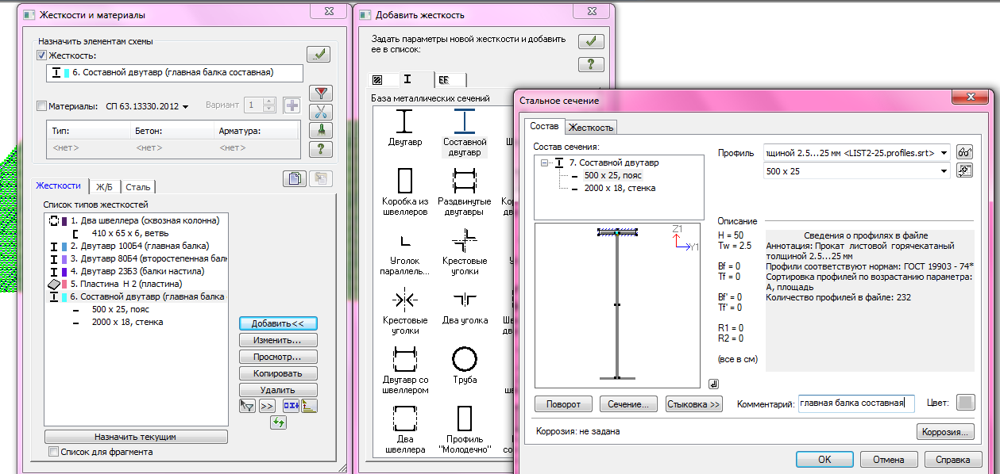 Жесткости и материалы
Назначить элементам схемы
Жесткость:
6. Составной двутавр (главная балка составная)
Материалы: СП 63.13330.2012 Вариант 1
Тип: Бетон: Арматура:
<нет> <нет> <нет>
Жесткости Ж/Б Сталь
Список типов жесткостей
1. Два швеллера (сквозная колонна)
410 x 65 x 6, ветвь
2. Двутавр 100Б4 (главная балка)
3. Двутавр 80Б4 (второстепенная бал
4. Двутавр 23Б3 (балки настила)
5. Пластина H 2 (пластина)
6. Составной двутавр (главная балка
500 x 25, пояс
2000 x 18, стенка
Добавить<<
Изменить...
Просмотр...
Копировать
Удалить
>>
Назначить текущим
Список для фрагмента
Добавить жесткость
Задать параметры новой жесткости и добавить
ее в список:
База металлических сечений
Двутавр
Составной
двутавр
Коробка из
швеллеров
Раздвинутые
двутавры
Уголок
параллель...
Крестовые
уголки
Крестовые
уголки
Два уголка
Двутавр со
швеллером
Труба
Два
швеллера
Профиль
"Молодечно"
Стальное сечение
Состав Жесткость
Состав сечения:
7. Составной двутавр
500 x 25, пояс
2000 x 18, стенка
Z1
Y1
Профиль
щиной 2.5...25 мм <LIST2-25.profiles.srt>
500 x 25
Описание
H = 50
Tw = 2.5
Bf = 0
Tf = 0
Bf' = 0
Tf' = 0
R1 = 0
R2 = 0
(все в см)
Сведения о профилях в файле
Аннотация: Прокат листовой горячекатаный
толщиной 2.5...25 мм
Профили соответствуют нормам: ГОСТ 19903 - 74*
Сортировка профилей по возрастанию параметра:
A, площадь
Количество профилей в файле: 232
Поворот Сечение... Стыковка >>
Комментарий: главная балка составная Цвет:
Коррозия: не задана
Коррозия...
OK Отмена Справка